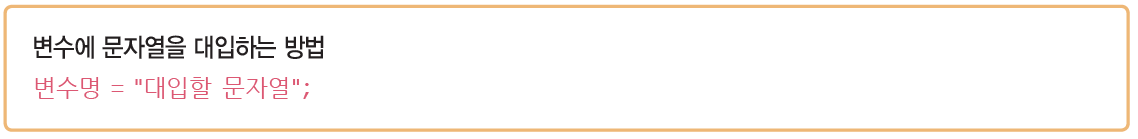 변수에 문자열을 대입하는 방법
변수명 = "대입할 문자열";